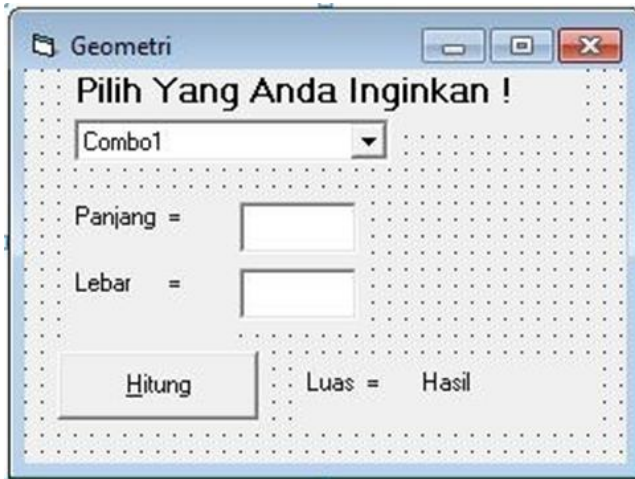 Geometri
Pilih Yang Anda Inginkan !
Combo1
Panjang =
Lebar =
Hitung
Luas = Hasil